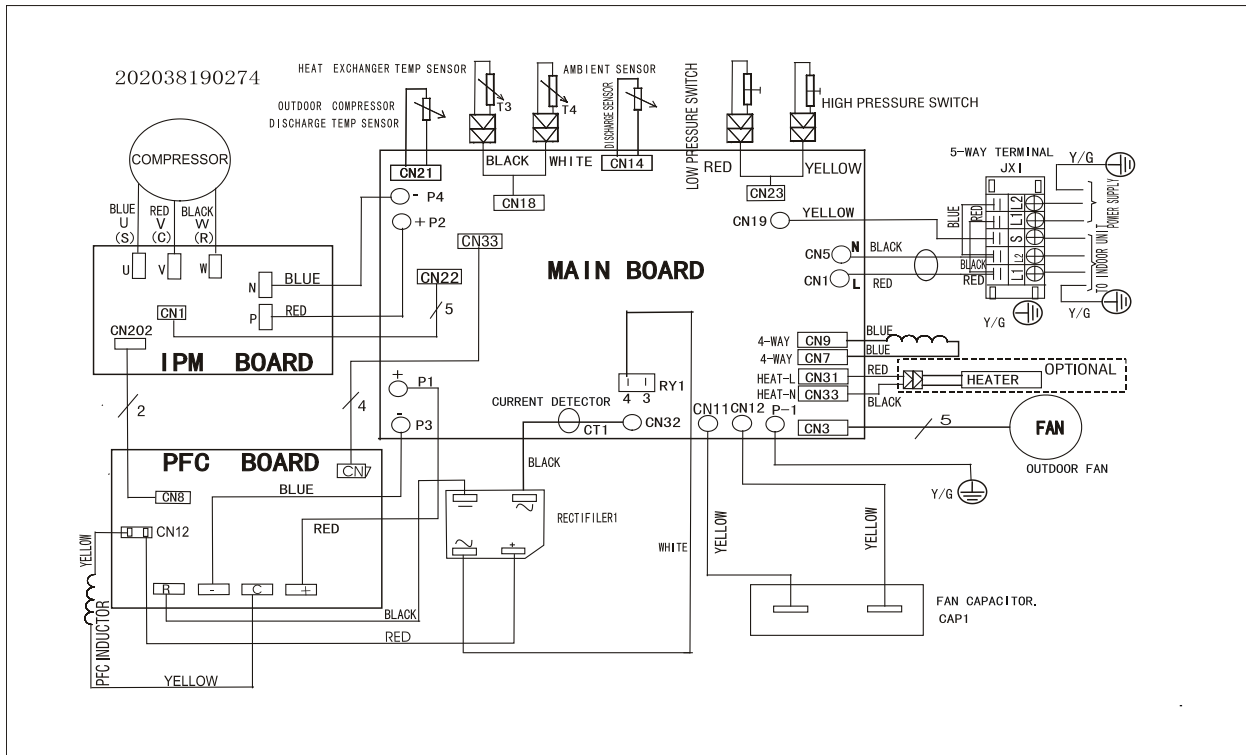 202038190274
HEAT EXCHANGER TEMP SENSOR
T3
T4
AMBIENT SENSOR
OUTDOOR COMPRESSOR
DISCHARGE TEMP SENSOR
DISCHARGE SENSOR
LOW PRESSURE SWITCH
HIGH PRESSURE SWITCH
COMPRESSOR
BLUE
U
(S)
RED
V
(C)
BLACK
W
(R)
CN21
BLACK
WHITE
CN14
RED
YELLOW
CN18
CN23
- P4
+ P2
CN33
CN22
5
CN19
YELLOW
MAIN BOARD
CN5
N
BLACK
CN1
L
RED
5-WAY TERMINAL
JX1
Y/G
BLUE
RED
L2
L1
S
L2
L1
BLACK
RED
POWER SUPPLY
TO INDOOR UNIT
Y/G
Y/G
U
V
W
N
BLUE
P
RED
CN1
CN202
IPM BOARD
2
4
+
P1
-
P3
4 3
RY1
CURRENT DETECTOR
CT1
CN32
BLACK
4-WAY
CN9
BLUE
4-WAY
CN7
BLUE
HEAT-L
CN31
RED
HEAT-N
CN33
BLACK
HEATER
OPTIONAL
CN11
CN12
P-1
CN3
5
FAN
OUTDOOR FAN
Y/G
PFC BOARD
CN7
CN8
BLUE
CN12
RED
R
-
C
+
YELLOW
PFC INDUCTOR
YELLOW
BLACK
RED
RECTIFILER1
—
~
~
+
WHITE
YELLOW
YELLOW
FAN CAPACITOR.
CAP1